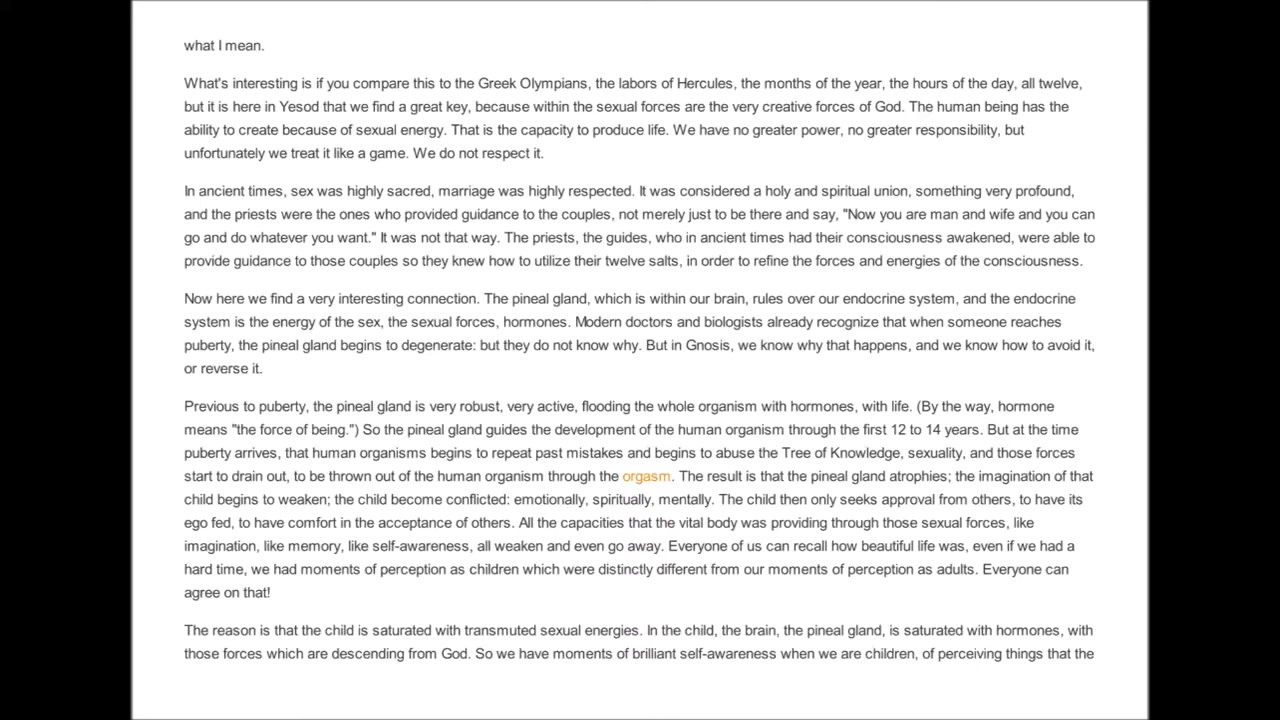 what I mean.
What's interesting is if you compare this to the Greek Olympians, the labors of Hercules, the months of the year, the hours of the day, all twelve,
but it is here in Yesod that we find a great key, because within the sexual forces are the very creative forces of God. The human being has the
ability to create because of sexual energy. That is the capacity to produce life. We have no greater power, no greater responsibility, but
unfortunately we treat it like a game. We do not respect it.
In ancient times, sex was highly sacred, marriage was highly respected. It was considered a holy and spiritual union, something very profound,
and the priests were the ones who provided guidance to the couples, not merely just to be there and say, "Now you are man and wife and you can
go and do whatever you want." It was not that way. The priests, the guides, who in ancient times had their consciousness awakened, were able to
provide guidance to those couples so they knew how to utilize their twelve salts, in order to refine the forces and energies of the consciousness.
Now here we find a very interesting connection. The pineal gland, which is within our brain, rules over our endocrine system, and the endocrine
system is the energy of the sex, the sexual forces, hormones. Modern doctors and biologists already recognize that when someone reaches
puberty, the pineal gland begins to degenerate: but they do not know why. But in Gnosis, we know why that happens, and we know how to avoid it,
or reverse it.
Previous to puberty, the pineal gland is very robust, very active, flooding the whole organism with hormones, with life. (By the way, hormone
means "the force of being.") So the pineal gland guides the development of the human organism through the first 12 to 14 years. But at the time
puberty arrives, that human organisms begins to repeat past mistakes and begins to abuse the Tree of Knowledge, sexuality, and those forces
start to drain out, to be thrown out of the human organism through the orgasm. The result is that the pineal gland atrophies; the imagination of that
child begins to weaken; the child become conflicted: emotionally, spiritually, mentally. The child then only seeks approval from others, to have its
ego fed, to have comfort in the acceptance of others. All the capacities that the vital body was providing through those sexual forces, like
imagination, like memory, like self-awareness, all weaken and even go away. Everyone of us can recall how beautiful life was, even if we had a
hard time, we had moments of perception as children which were distinctly different from our moments of perception as adults. Everyone can
agree on that!
The reason is that the child is saturated with transmuted sexual energies. In the child, the brain, the pineal gland, is saturated with hormones, with
those forces which are descending from God. So we have moments of brilliant self-awareness when we are children, of perceiving things that the